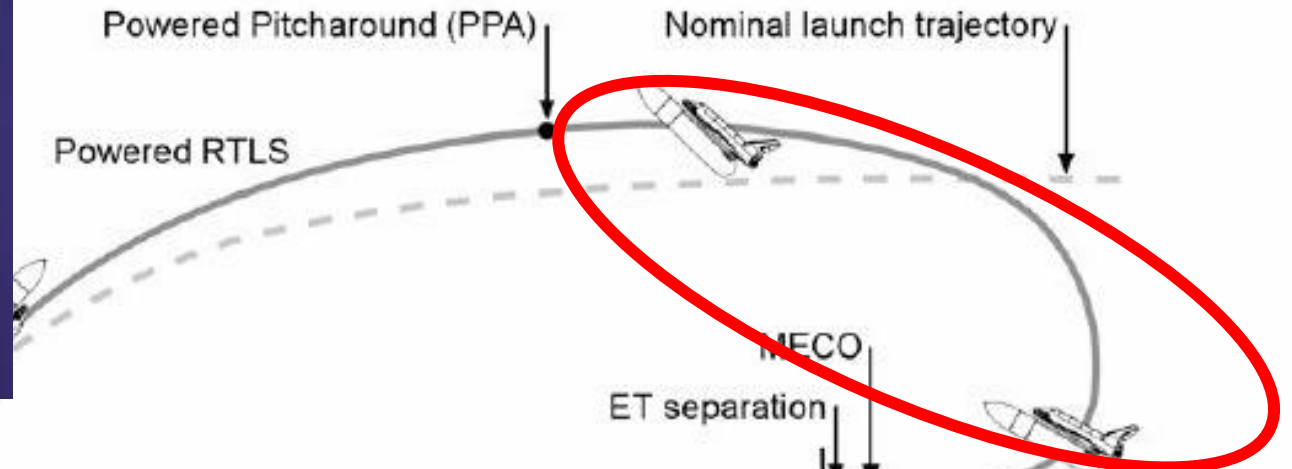 Powered Pitcharound (PPA)
Nominal launch trajectory
Powered RTLS
MECO
ET separation